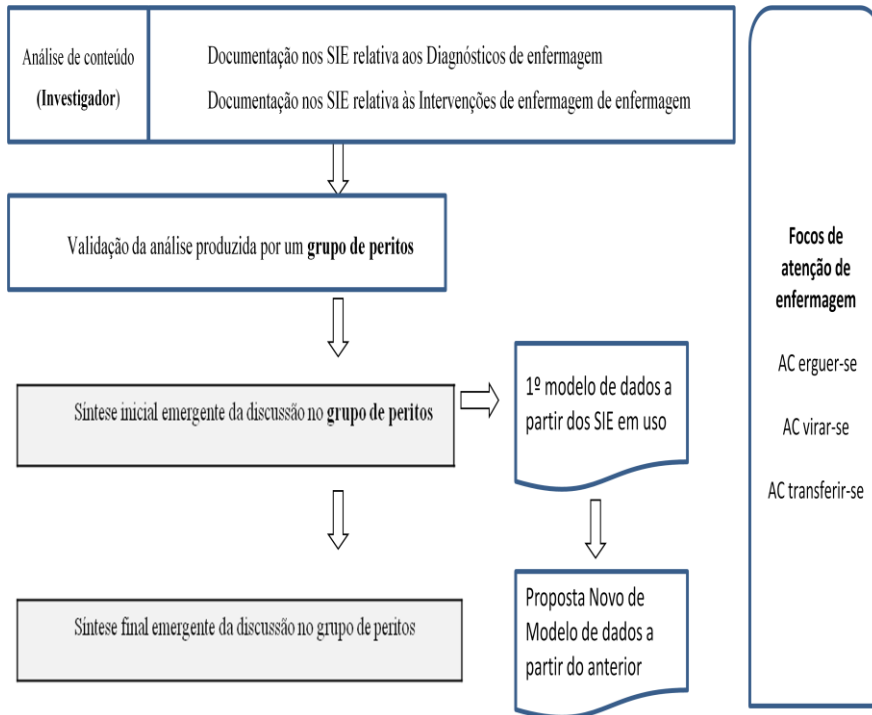 Análise de conteúdo
(Investigador)
Documentação nos SIE relativa aos Diagnósticos de enfermagem
Documentação nos SIE relativa às Intervenções de enfermagem de enfermagem
Validação da análise produzida por um grupo de peritos
Síntese inicial emergente da discussão no grupo de peritos
1º modelo de dados a
partir dos SIE em uso
Síntese final emergente da discussão no grupo de peritos
Proposta Novo de
Modelo de dados a
partir do anterior
Focos de
atenção de
enfermagem
AC erguer-se
AC virar-se
AC transferir-se